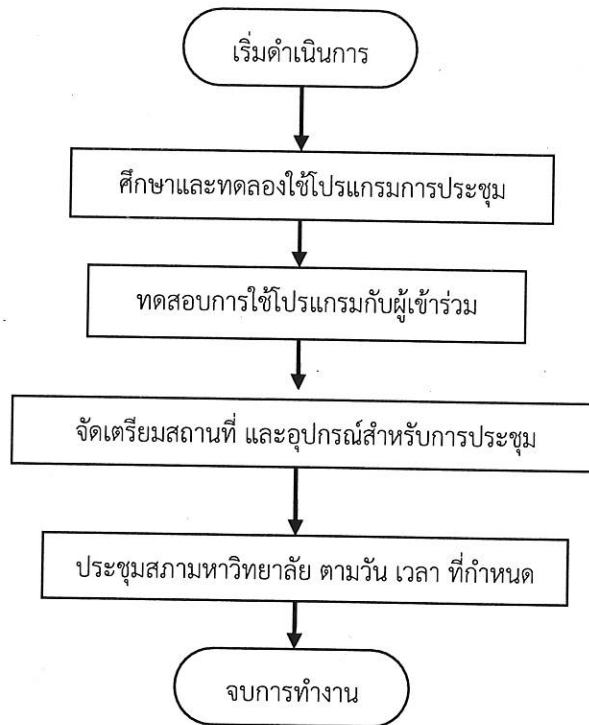 เริ่มดำเนินการ
ศึกษาและทดลองใช้โปรแกรมการประชุม
ทดสอบการใช้โปรแกรมกับผู้เข้าร่วม
จัดเตรียมสถานที่ และอุปกรณ์สำหรับการประชุม
ประชุมสภามหาวิทยาลัย ตามวัน เวลา ที่กำหนด
จบการทำงาน